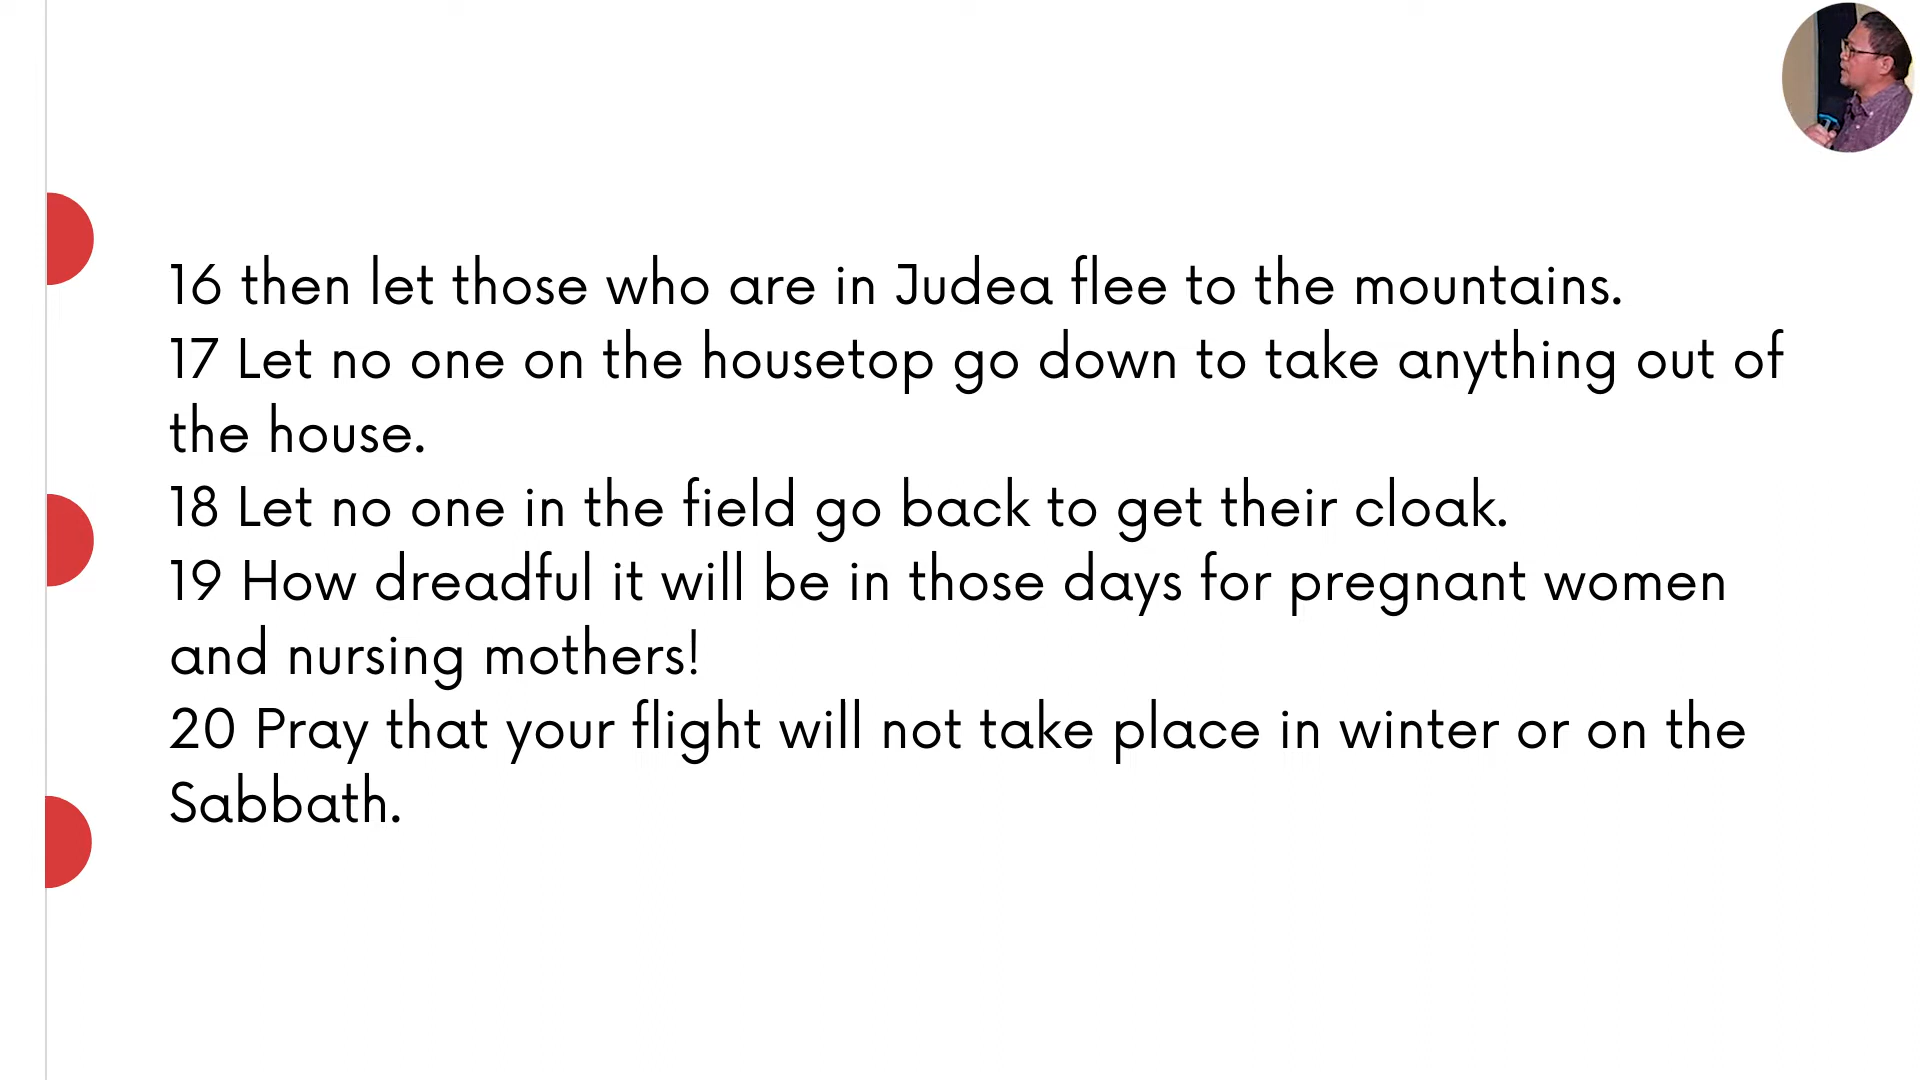 16 then let those who are in Judea flee to the mountains.
17 Let no one on the housetop go down to take anything out of
the house.
18 Let no one in the field go back to get their cloak.
19 How dreadful it will be in those days for pregnant women
and nursing mothers!
20 Pray that your flight will not take place in winter or on the
Sabbath.